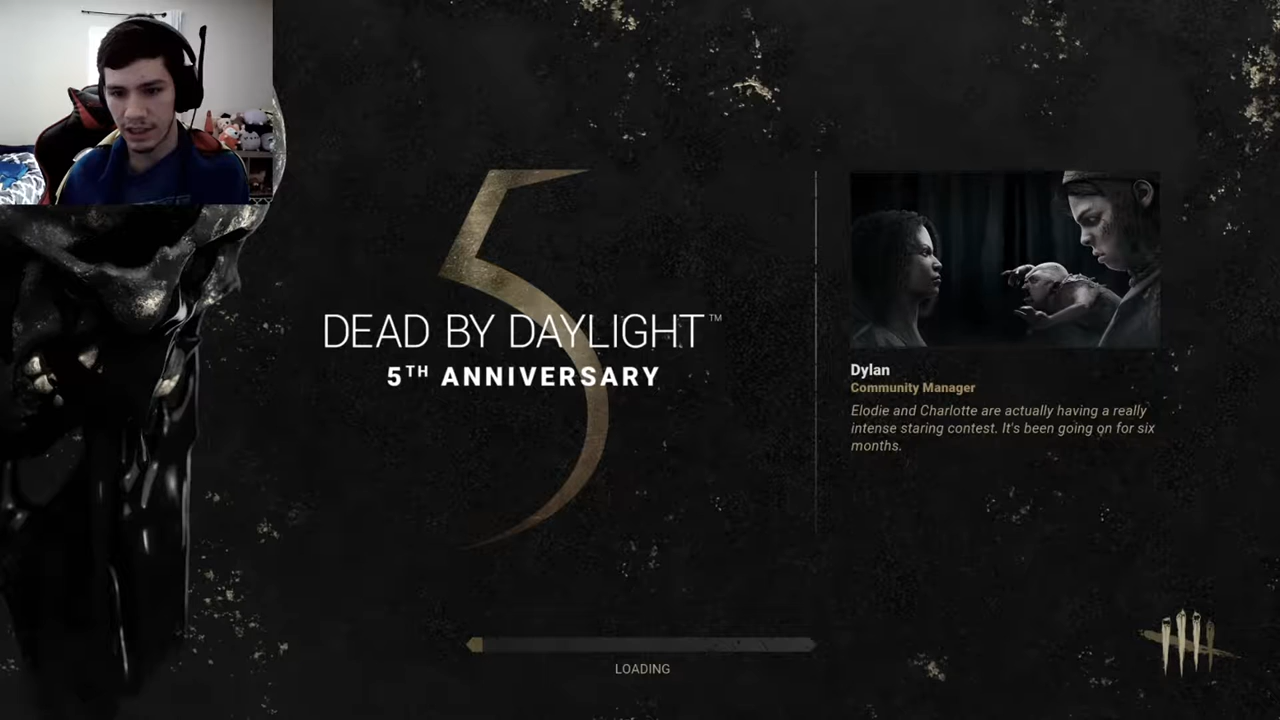 DEAD BY DAYLIGHT™
5TH ANNIVERSARY
Dylan
Community Manager
Elodie and Charlotte are actually having a really
intense staring contest. It's been going on for six
months.
LOADING